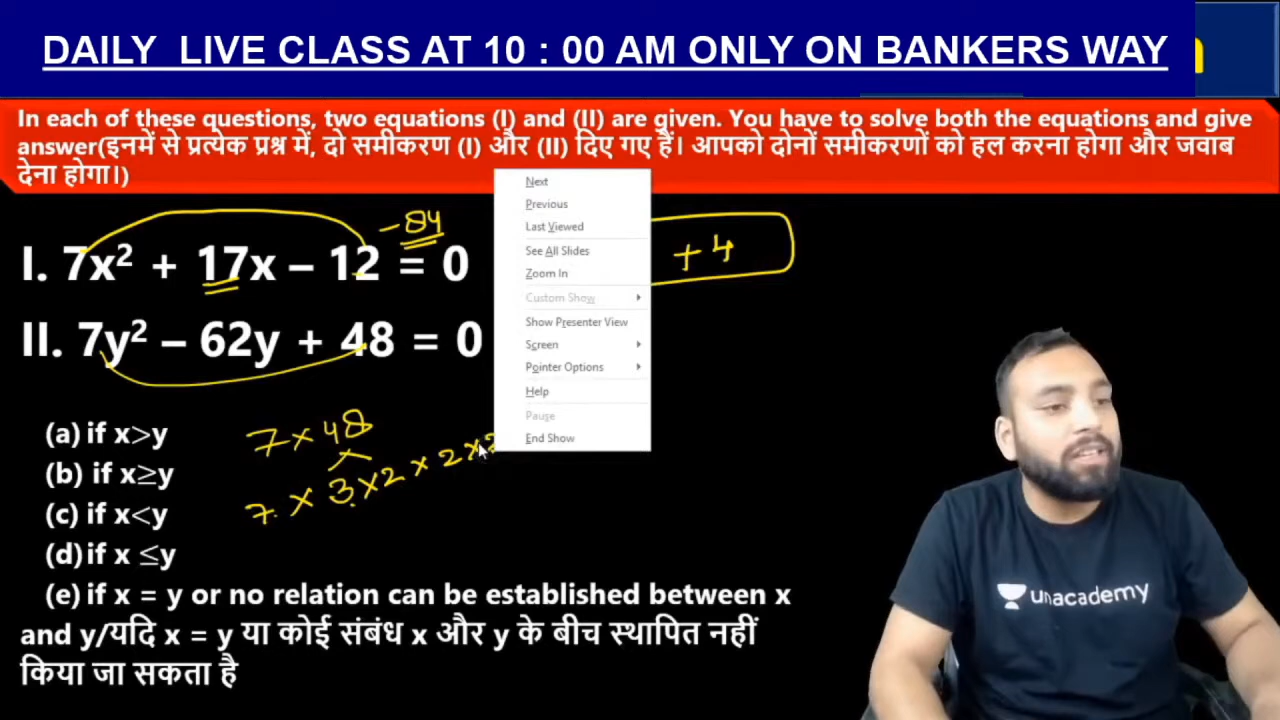 DAILY LIVE CLASS AT 10 : 00 AM ONLY ON BANKERS WAY
In each of these questions, two equations (I) and (II) are given. You have to solve both the equations and give
answer(इनमें से प्रत्येक प्रश्न में, दो समीकरण (I) और (II) दिए गए हैं। आपको दोनों समीकरणों को हल करना होगा और जवाब
देना होगा।)
-84
I. 7x² + 17x – 12 = 0
+4
II. 7y² – 62y + 48 = 0
Next
Previous
Last Viewed
See All Slides
Zoom In
Custom Show
Show Presenter View
Screen
Pointer Options
Help
Pause
End Show
(a) if x>y
(b) if x≥y
(c) if x<y
(d) if x ≤y
(e) if x = y or no relation can be established between x
and y/यदि x = y या कोई संबंध x और y के बीच स्थापित नहीं
किया जा सकता है
7×48
7 × 3×2 × 2×2
unacademy